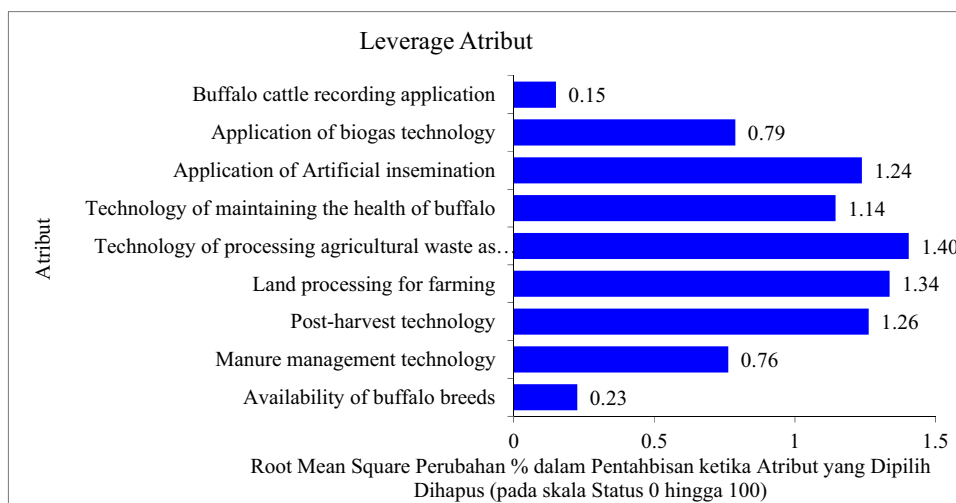 Leverage Atribut
Atribut
Buffalo cattle recording application
0.15
Application of biogas technology
0.79
Application of Artificial insemination
1.24
Technology of maintaining the health of buffalo
1.14
Technology of processing agricultural waste as…
1.40
Land processing for farming
1.34
Post-harvest technology
1.26
Manure management technology
0.76
Availability of buffalo breeds
0.23
0 0.5 1 1.5
Root Mean Square Perubahan % dalam Pentahbisan ketika Atribut yang Dipilih
Dihapus (pada skala Status 0 hingga 100)